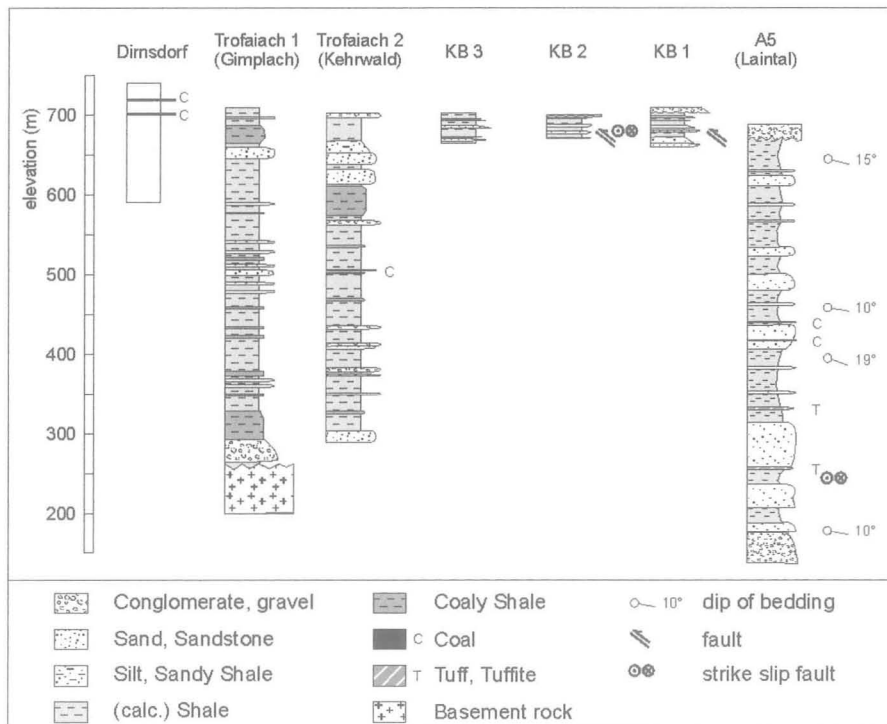 Dirnsdorf
Trofaiach 1
(Gimplach)
Trofaiach 2
(Kehrwald)
KB 3
KB 2
KB 1
A5
(Laintal)
elevation (m)
700
600
500
400
300
200
C
C
C
15°
10°
C
C
19°
T
T
10°
Conglomerate, gravel
Sand, Sandstone
Silt, Sandy Shale
(calc.) Shale
Coaly Shale
C Coal
T Tuff, Tuffite
Basement rock
10° dip of bedding
fault
strike slip fault